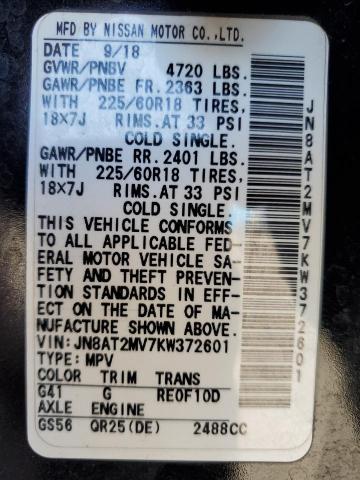 MFD BY NISSAN MOTOR CO.,LTD.
DATE 9/18
GVWR/PNBV 4720 LBS.
GAWR/PNBE FR. 2363 LBS.
WITH 225/60R18 TIRES,
18×7J RIMS.AT 33 PSI
COLD SINGLE.
GAWR/PNBE RR. 2401 LBS.
WITH 225/60R18 TIRES,
18×7J RIMS.AT 33 PSI
COLD SINGLE.
THIS VEHICLE CONFORMS
TO ALL APPLICABLE FED-
ERAL MOTOR VEHICLE SA-
FETY AND THEFT PREVEN-
TION STANDARDS IN EFF-
ECT ON THE DATE OF MA-
NUFACTURE SHOWN ABOVE.
VIN: JN8AT2MV7KW372601
TYPE: MPV
COLOR TRIM TRANS
G41 G RE0F10D
AXLE ENGINE
GS56 QR25(DE) 2488CC
JN8AT2MV7KW372601